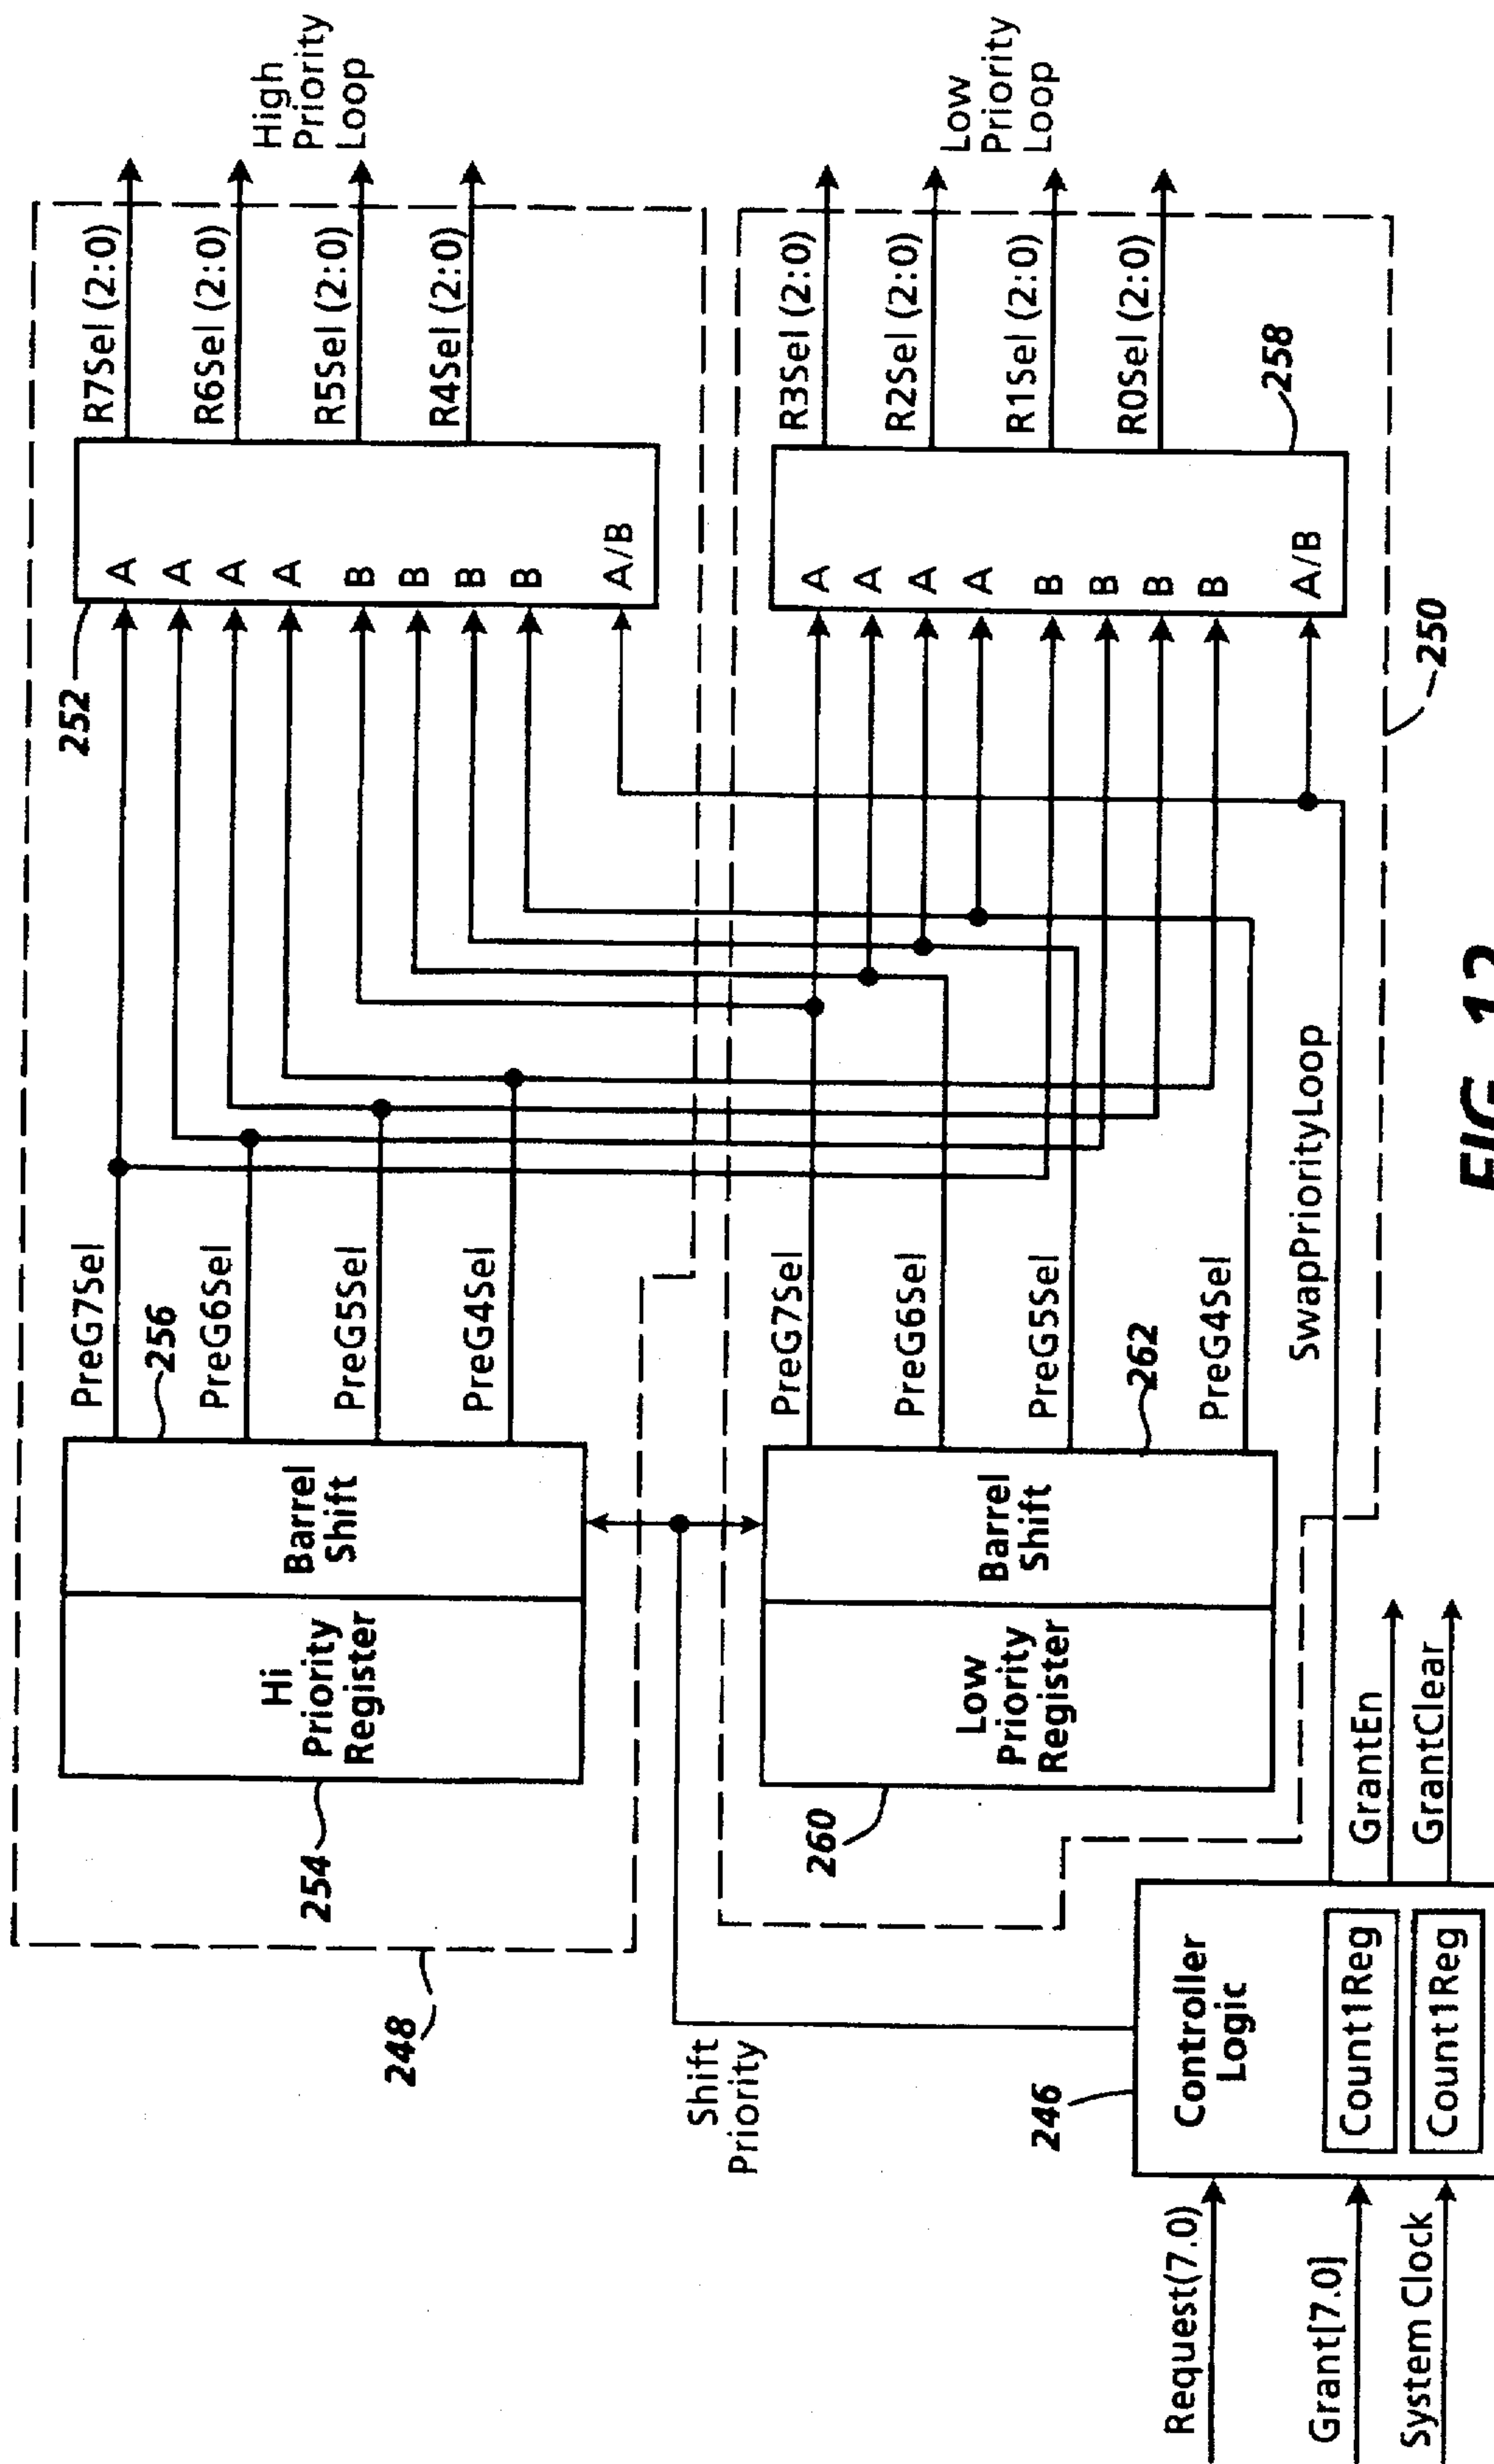 248
254
Hi
Priority
Register
Barrel
Shift
256
PreG7Sel
PreG6Sel
PreG5Sel
PreG4Sel
252
A
A
A
A
B
B
B
B
A/B
R7Sel (2:0)
R6Sel (2:0)
R5Sel (2:0)
R4Sel (2:0)
High
Priority
Loop
Shift
Priority
260
Low
Priority
Register
Barrel
Shift
262
PreG7Sel
PreG6Sel
PreG5Sel
PreG4Sel
A
A
A
A
B
B
B
B
A/B
258
R3Sel (2:0)
R2Sel (2:0)
R1Sel (2:0)
R0Sel (2:0)
Low
Priority
Loop
250
SwapPriorityLoop
246
Request(7.0)
Grant[7.0]
System Clock
Controller
Logic
Count1Reg
Count1Reg
GrantEn
GrantClear